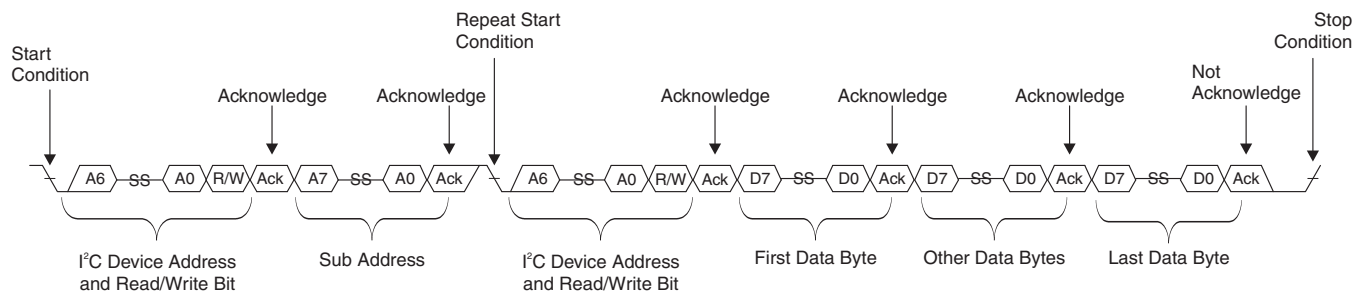 Start
Condition
Acknowledge
Acknowledge
Repeat Start
Condition
Acknowledge
Acknowledge
Acknowledge
Not
Acknowledge
Stop
Condition
A6 SS A0 R/W Ack A7 SS A0 Ack A6 SS A0 R/W Ack D7 SS D0 Ack D7 SS D0 Ack D7 SS D0 Ack
I²C Device Address
and Read/Write Bit
Sub Address
I²C Device Address
and Read/Write Bit
First Data Byte
Other Data Bytes
Last Data Byte